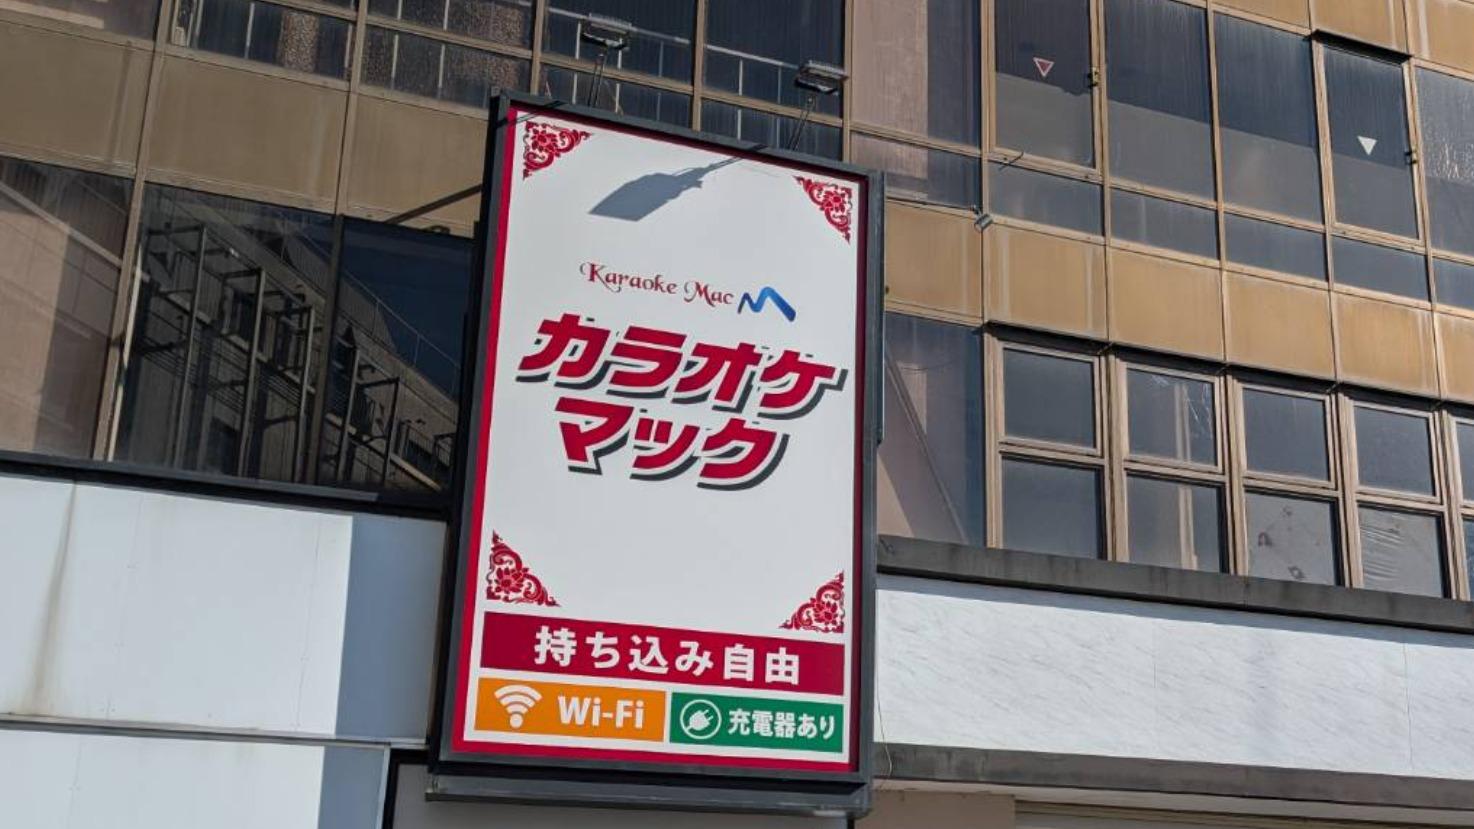 Karaoke Mac
カラオケ
マック
持ち込み自由
Wi-Fi
充電器あり